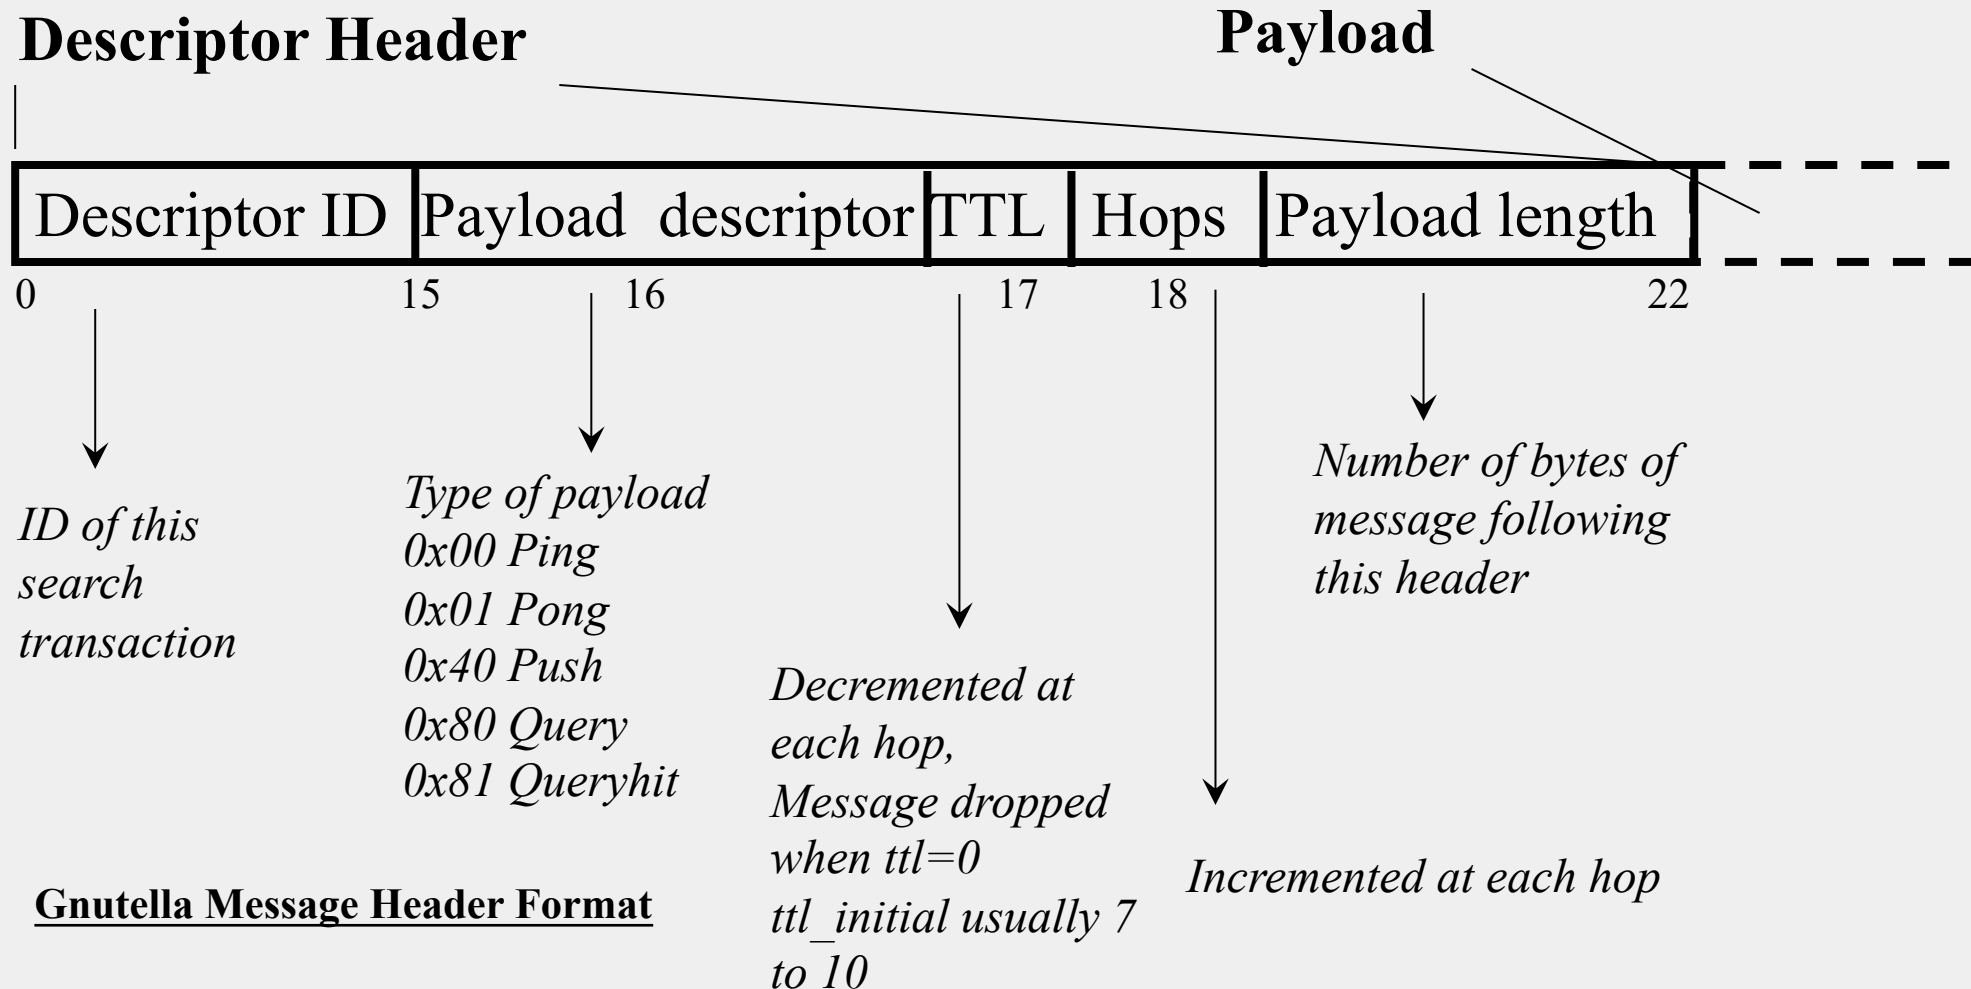 Descriptor Header
Payload
Descriptor ID Payload descriptor TTL Hops Payload length
0 15 16 17 18 22
ID of this
search
transaction
Type of payload
0x00 Ping
0x01 Pong
0x40 Push
0x80 Query
0x81 Queryhit
Decremented at
each hop,
Message dropped
when ttl=0
ttl_initial usually 7
to 10
Incremented at each hop
Number of bytes of
message following
this header
Gnutella Message Header Format